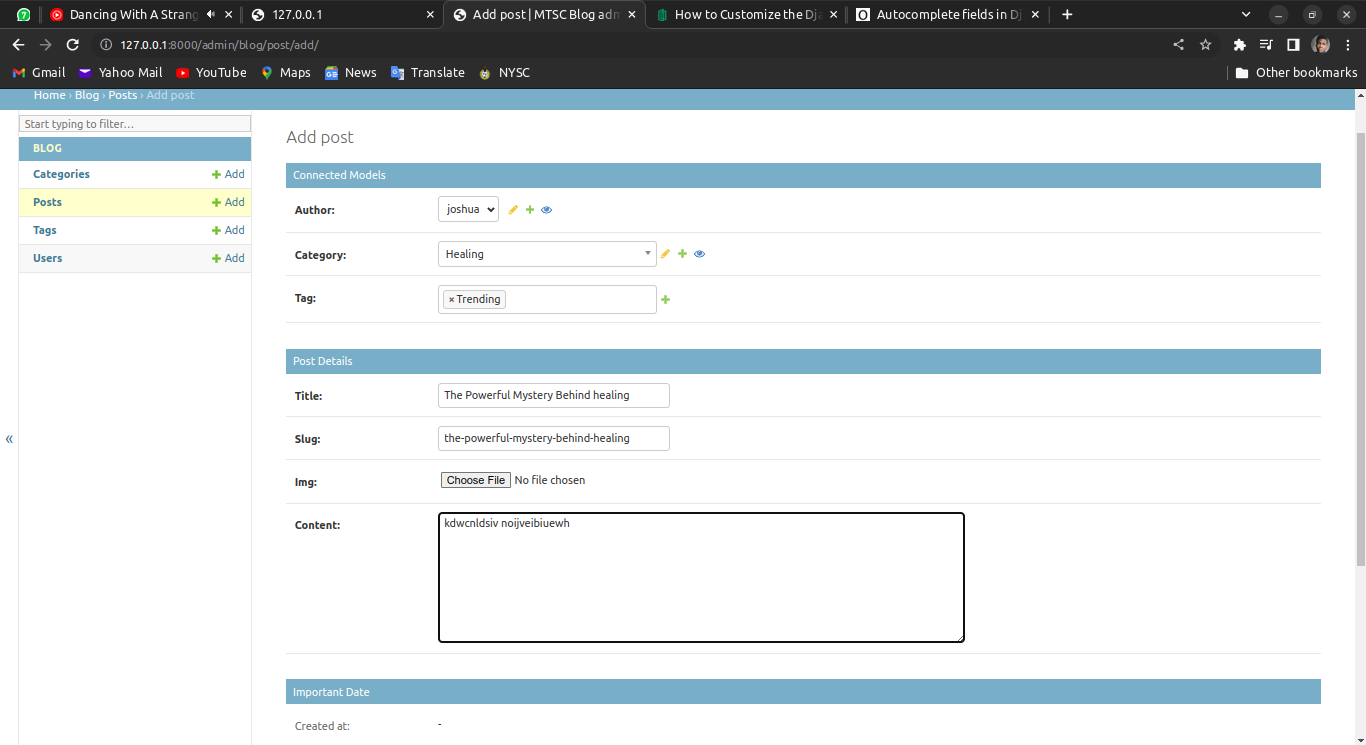 Dancing With A Strang
127.0.0.1
Add post | MTSC Blog adm
How to Customize the Dja
Autocomplete fields in Dj
127.0.0.1:8000/admin/blog/post/add/
Gmail Yahoo Mail YouTube Maps News Translate NYSC Other bookmarks
Home › Blog › Posts › Add post
Start typing to filter…
BLOG
Categories Add
Posts Add
Tags Add
Users Add
«
Add post
Connected Models
Author: joshua
Category: Healing
Tag: × Trending
Post Details
Title: The Powerful Mystery Behind healing
Slug: the-powerful-mystery-behind-healing
Img: Choose File No file chosen
Content: kdwcnldsiv noijveibiuewh
Important Date
Created at: -